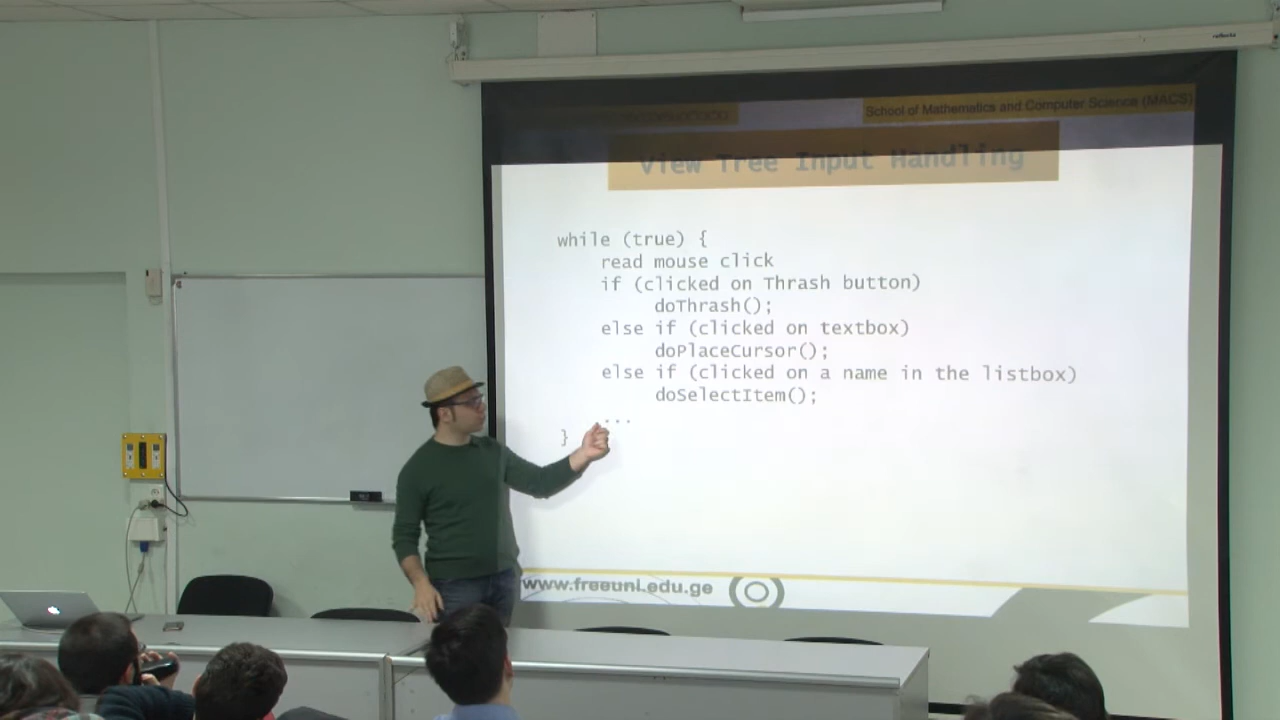 School of Mathematics and Computer Science (MACS)
View Tree Input Handling
while (true) {
read mouse click
if (clicked on Thrash button)
doThrash();
else if (clicked on textbox)
doPlaceCursor();
else if (clicked on a name in the listbox)
doSelectItem();
...
}
www.freeuni.edu.ge